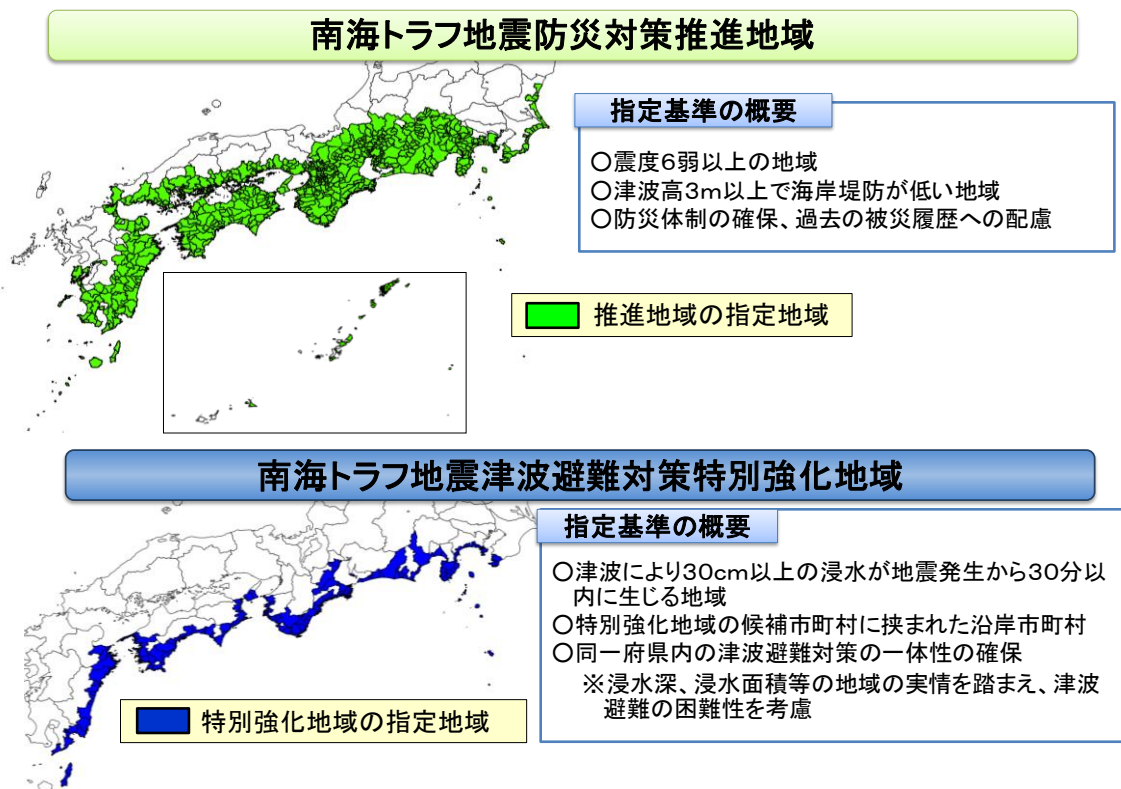 南海トラフ地震防災対策推進地域
指定基準の概要
○震度6弱以上の地域
○津波高3m以上で海岸堤防が低い地域
○防災体制の確保、過去の被災履歴への配慮
推進地域の指定地域
南海トラフ地震津波避難対策特別強化地域
指定基準の概要
○津波により30cm以上の浸水が地震発生から30分以
内に生じる地域
○特別強化地域の候補市町村に挟まれた沿岸市町村
○同一府県内の津波避難対策の一体性の確保
※浸水深、浸水面積等の地域の実情を踏まえ、津波
避難の困難性を考慮
特別強化地域の指定地域